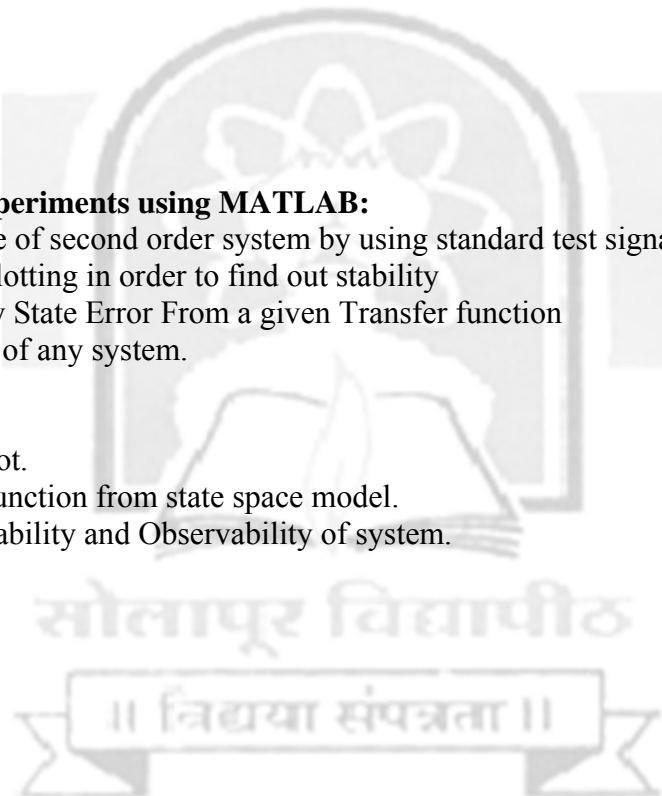 periments using MATLAB:
e of second order system by using standard test signa
lotting in order to find out stability
y State Error From a given Transfer function
of any system.
ot.
unction from state space model.
ability and Observability of system.
सोलापूर विद्यापीठ
॥ विद्यया संपन्नता ॥